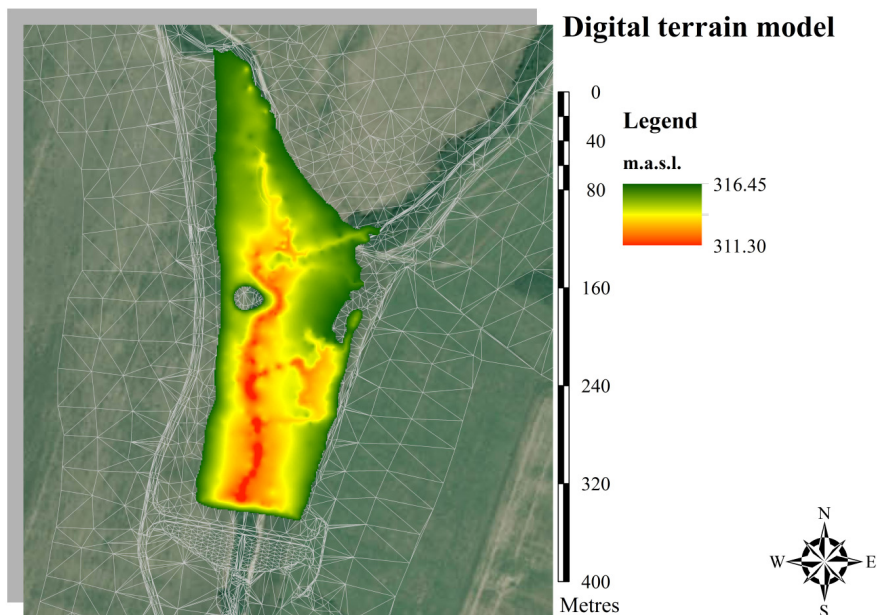 Digital terrain model
0
40
80
160
240
320
400
Metres
Legend
m.a.s.l.
316.45
311.30
N
W E
S